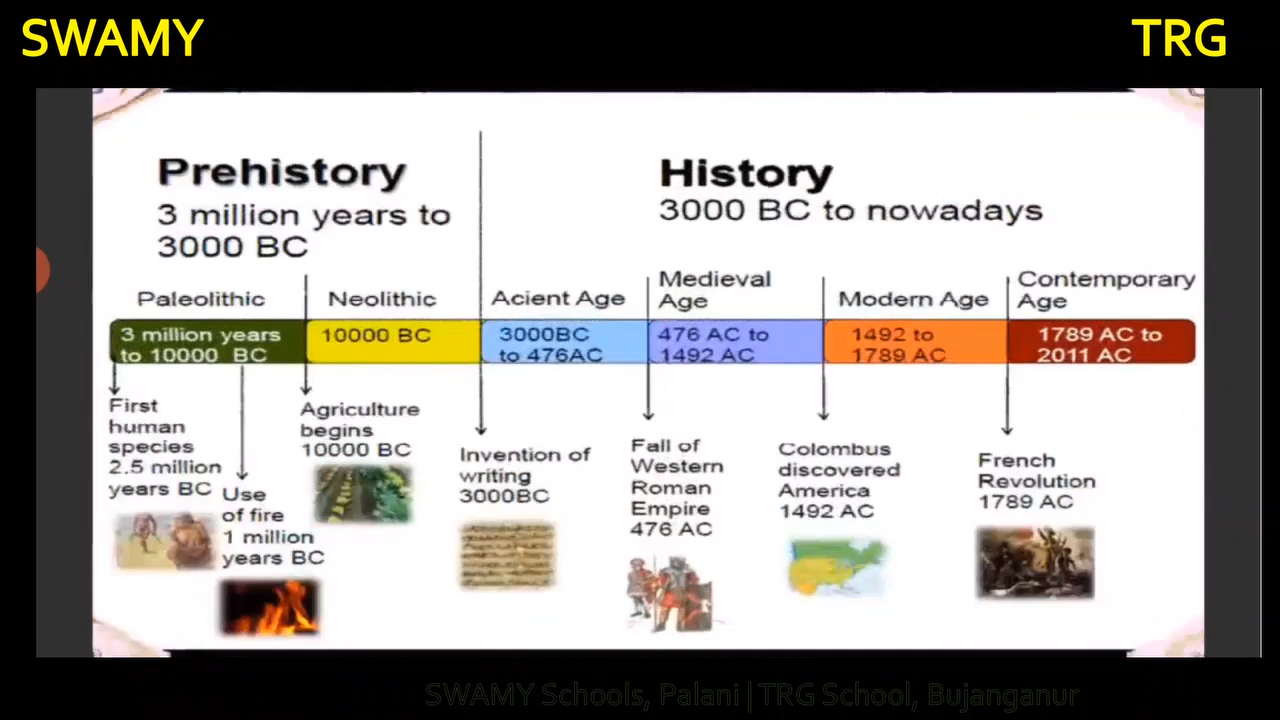 SWAMY
TRG
Prehistory
3 million years to
3000 BC
History
3000 BC to nowadays
Paleolithic
Neolithic
Acient Age
Medieval
Age
Modern Age
Contemporary
Age
3 million years
to 10000 BC
10000 BC
3000BC
to 476AC
476 AC to
1492 AC
1492 to
1789 AC
1789 AC to
2011 AC
First
human
species
2.5 million
years BC
Use
of fire
1 million
years BC
Agriculture
begins
10000 BC
Invention of
writing
3000BC
Fall of
Western
Roman
Empire
476 AC
Colombus
discovered
America
1492 AC
French
Revolution
1789 AC
SWAMY Schools, Palani | TRG School, Bujanganur